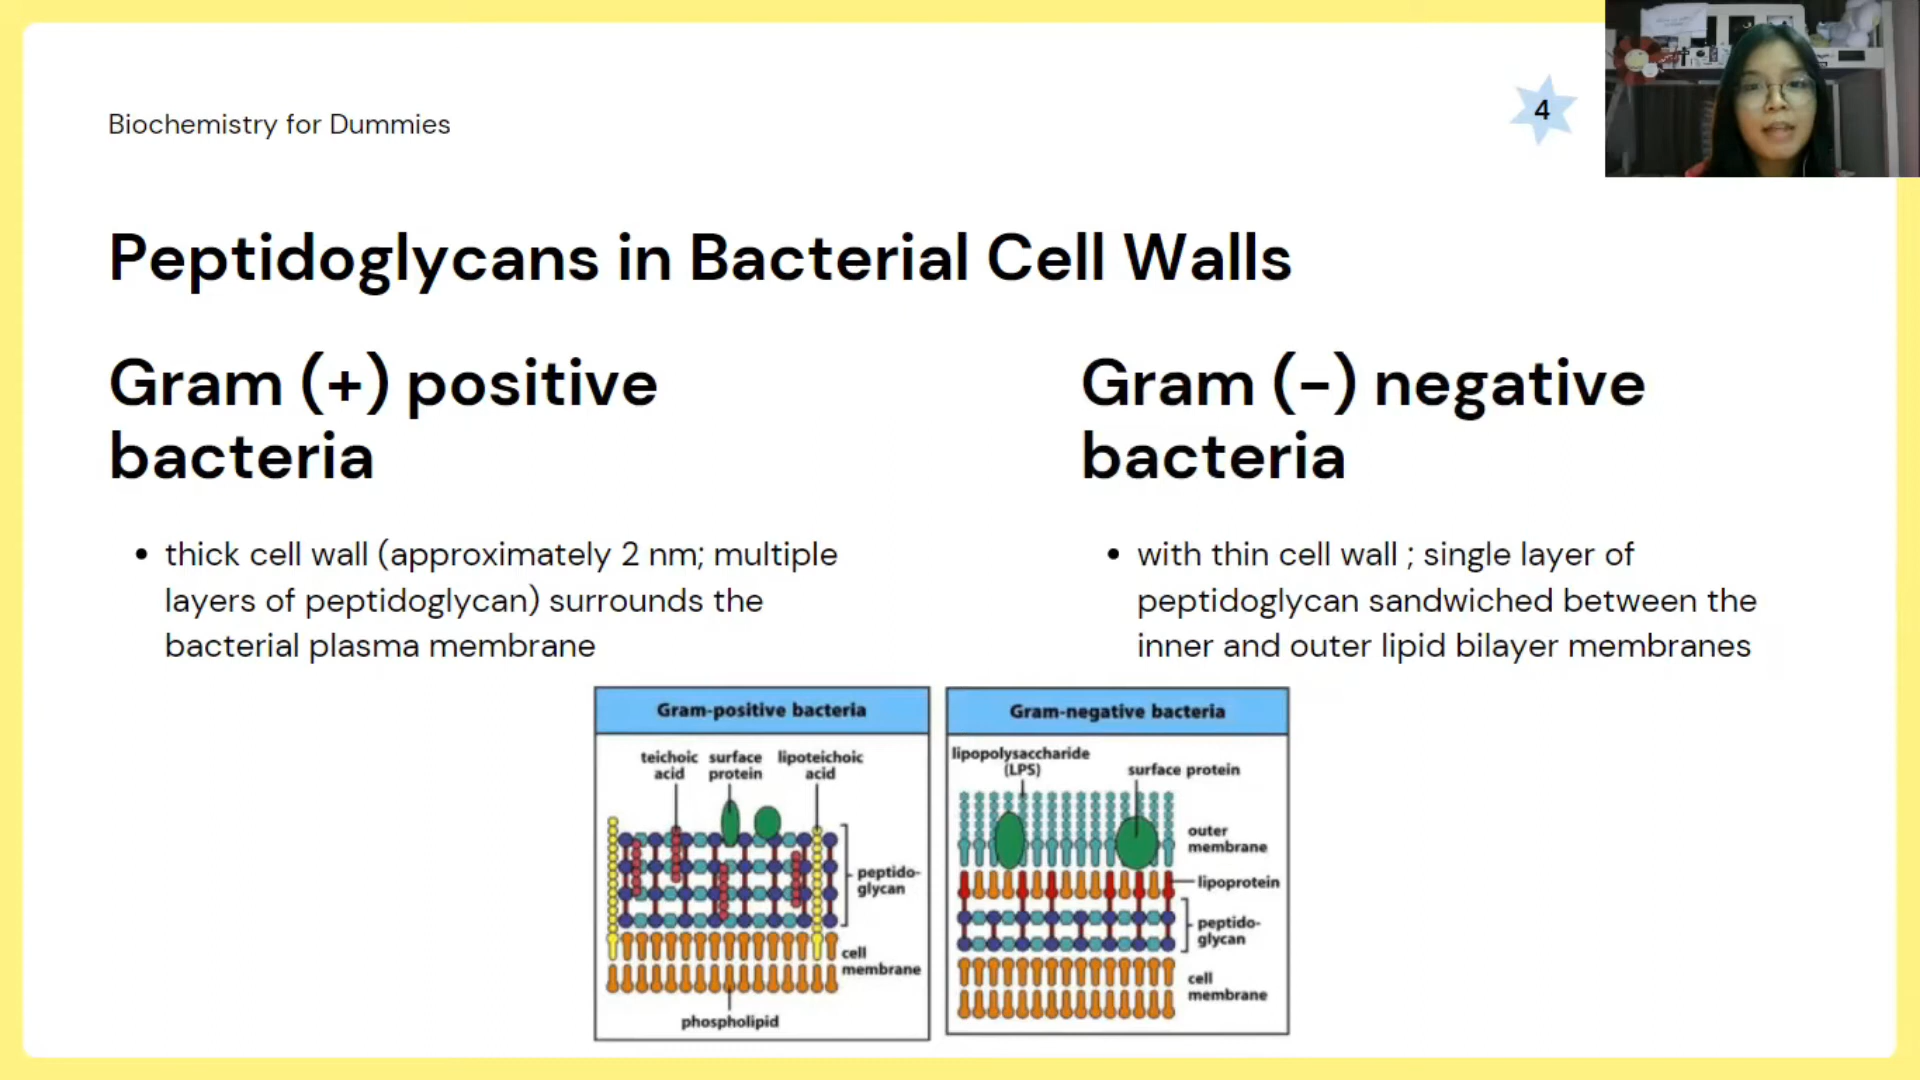 Biochemistry for Dummies
4
Peptidoglycans in Bacterial Cell Walls
Gram (+) positive
bacteria
• thick cell wall (approximately 2 nm; multiple
layers of peptidoglycan) surrounds the
bacterial plasma membrane
Gram (-) negative
bacteria
• with thin cell wall ; single layer of
peptidoglycan sandwiched between the
inner and outer lipid bilayer membranes
Gram-positive bacteria
teichoic
acid
surface
protein
lipoteichoic
acid
peptido-
glycan
cell
membrane
phospholipid
Gram-negative bacteria
lipopolysaccharide
(LPS)
surface protein
outer
membrane
lipoprotein
peptido-
glycan
cell
membrane